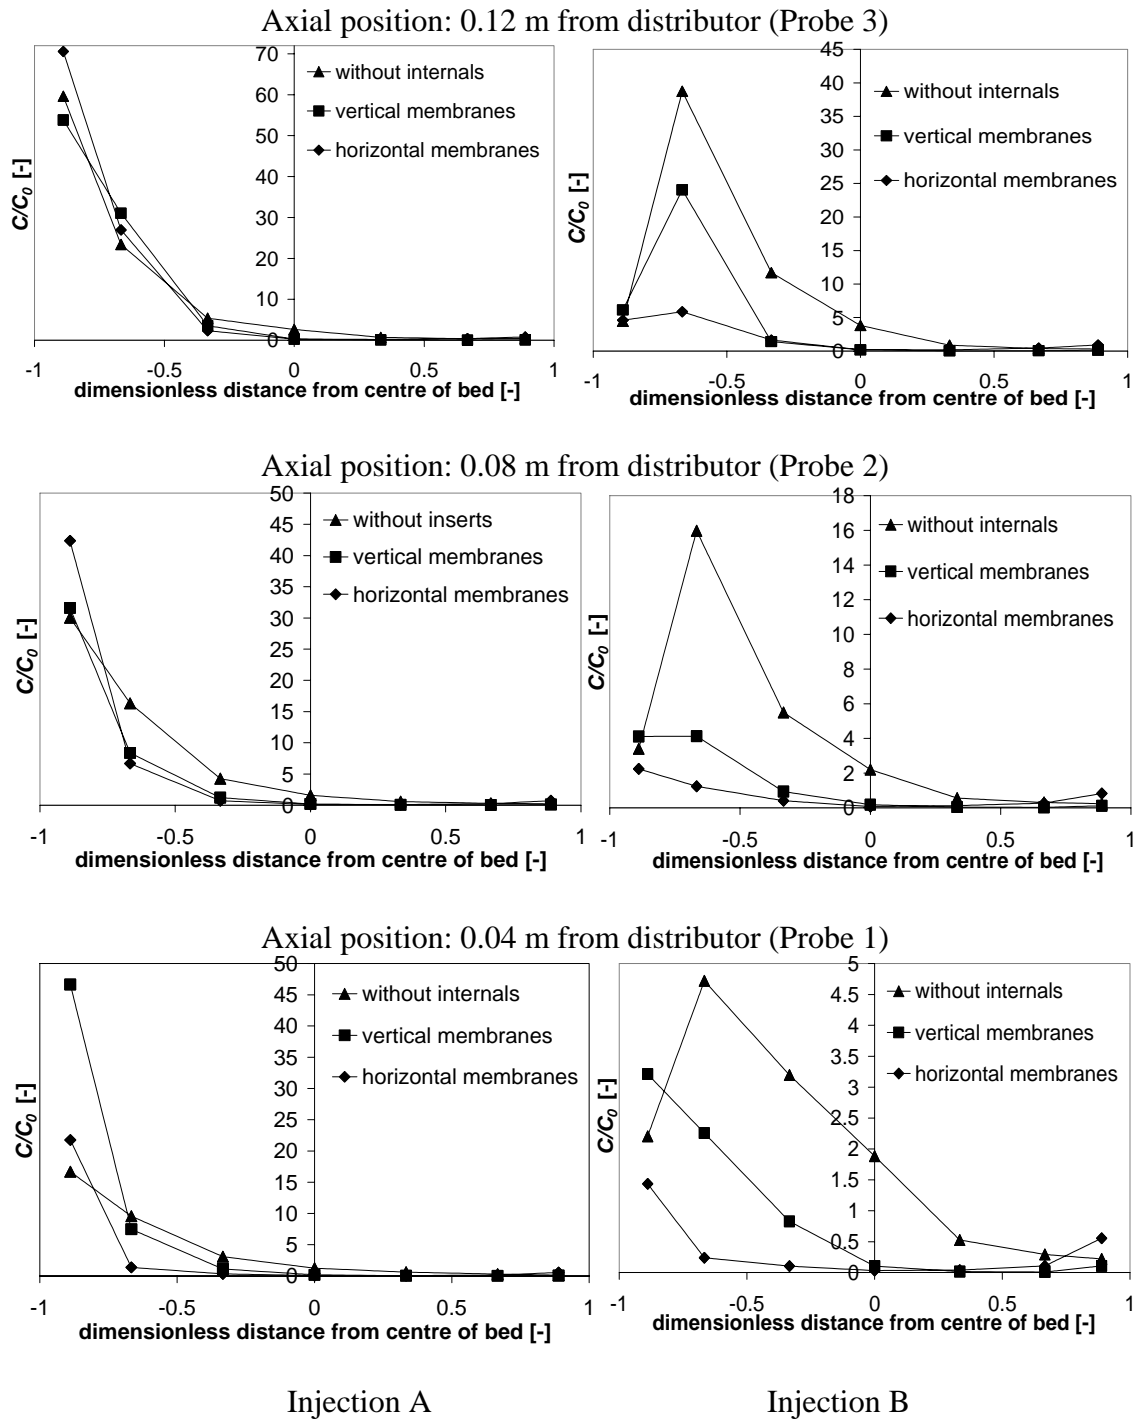 Axial position: 0.12 m from distributor (Probe 3)
70
60
50
40
30
20
10
0
C/C0 [-]
without internals
vertical membranes
horizontal membranes
-1
-0.5
0
0.5
1
dimensionless distance from centre of bed [-]
45
40
35
30
25
20
15
10
5
0
C/C0 [-]
without internals
vertical membranes
horizontal membranes
-1
-0.5
0
0.5
1
dimensionless distance from centre of bed [-]
Axial position: 0.08 m from distributor (Probe 2)
50
45
40
35
30
25
20
15
10
5
0
C/C0 [-]
without inserts
vertical membranes
horizontal membranes
-1
-0.5
0
0.5
1
dimensionless distance from centre of bed [-]
18
16
14
12
10
8
6
4
2
0
C/C0 [-]
without internals
vertical membranes
horizontal membranes
-1
-0.5
0
0.5
1
dimensionless distance from centre of bed [-]
Axial position: 0.04 m from distributor (Probe 1)
50
45
40
35
30
25
20
15
10
5
0
C/C0 [-]
without internals
vertical membranes
horizontal membranes
-1
-0.5
0
0.5
1
dimensionless distance from centre of bed [-]
5
4.5
4
3.5
3
2.5
2
1.5
1
0.5
0
C/C0 [-]
without internals
vertical membranes
horizontal membranes
-1
-0.5
0
0.5
1
dimensionless distance from centre of bed [-]
Injection A
Injection B